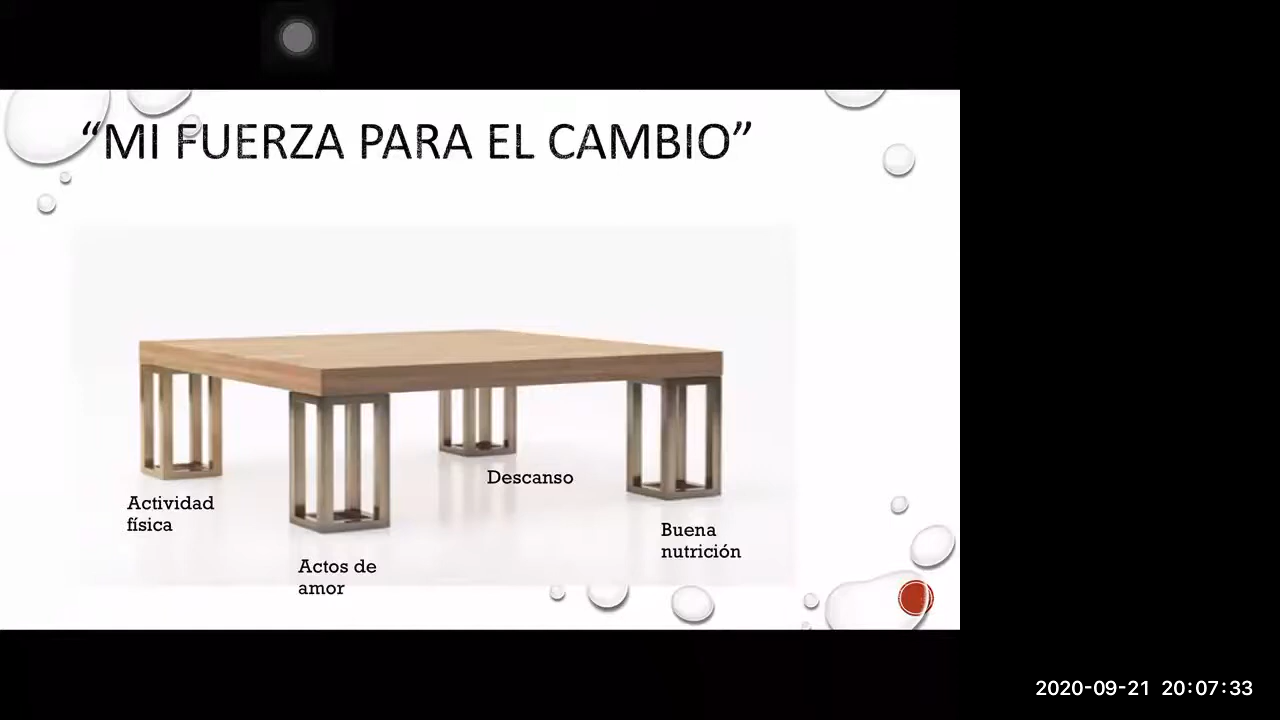 “MI FUERZA PARA EL CAMBIO”
Descanso
Actividad
física
Buena
nutrición
Actos de
amor
2020-09-21 20:07:33